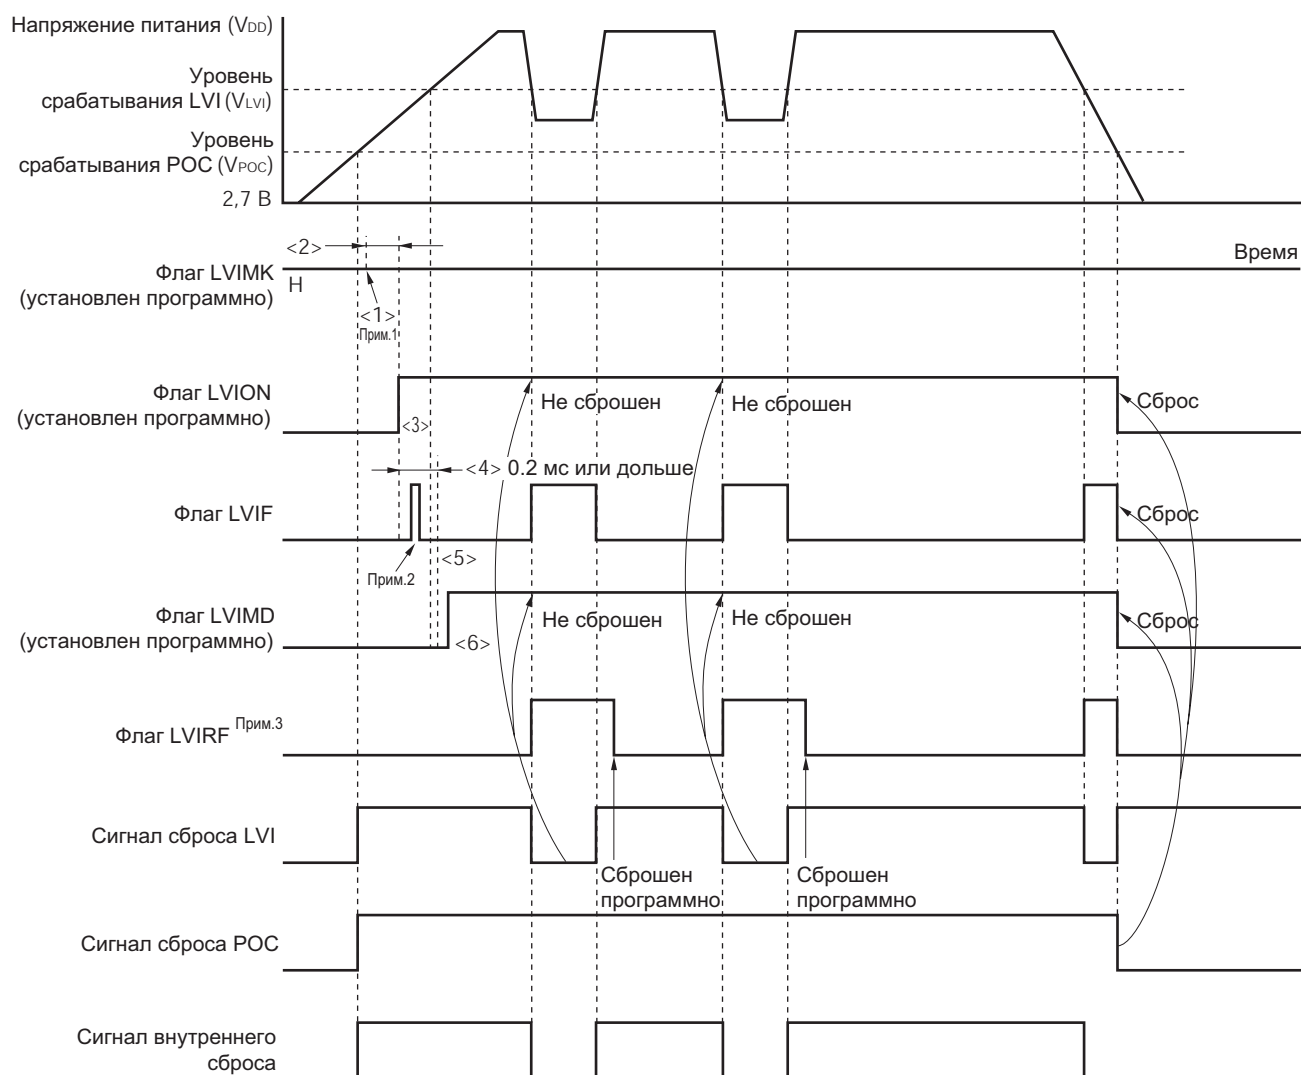 Напряжение питания (VDD)
Уровень
срабатывания LVI (VLVI)
Уровень
срабатывания POC (VPOC)
2,7 В
<2>
Время
Флаг LVIMK
(установлен программно)
H
<1>
Прим.1
Флаг LVION
(установлен программно)
<3>
Не сброшен
Не сброшен
Сброс
<4> 0.2 мс или дольше
Флаг LVIF
Сброс
<5>
Прим.2
Флаг LVIMD
(установлен программно)
<6>
Не сброшен
Не сброшен
Сброс
Флаг LVIRF Прим.3
Сигнал сброса LVI
Сброшен
программно
Сброшен
программно
Сигнал сброса POC
Сигнал внутреннего
сброса